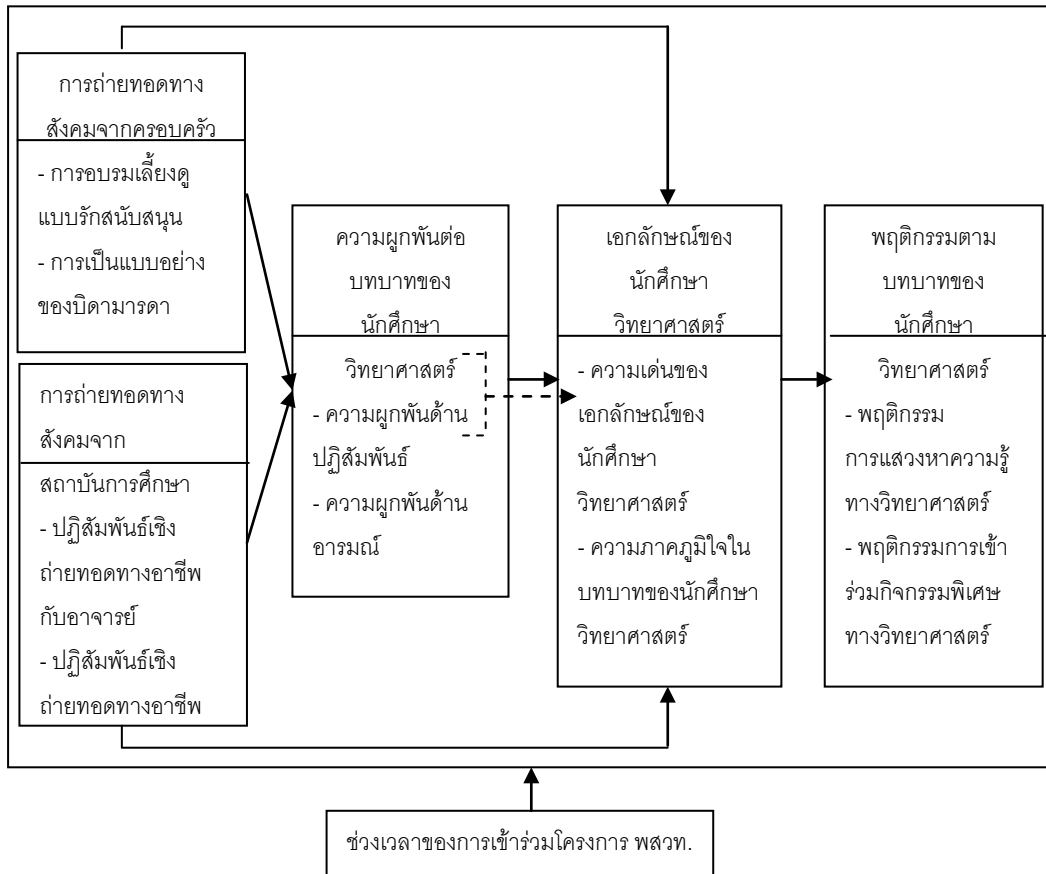 การถ่ายทอดทาง
สังคมจากครอบครัว
- การอบรมเลี้ยงดู
แบบรักสนับสนุน
- การเป็นแบบอย่าง
ของบิดามารดา
การถ่ายทอดทาง
สังคมจาก
สถาบันการศึกษา
- ปฏิสัมพันธ์เชิง
ถ่ายทอดทางอาชีพ
กับอาจารย์
- ปฏิสัมพันธ์เชิง
ถ่ายทอดทางอาชีพ
ความผูกพันต่อ
บทบาทของ
นักศึกษา
วิทยาศาสตร์
- ความผูกพันด้าน
ปฏิสัมพันธ์
- ความผูกพันด้าน
อารมณ์
เอกลักษณ์ของ
นักศึกษา
วิทยาศาสตร์
- ความเด่นของ
เอกลักษณ์ของ
นักศึกษา
วิทยาศาสตร์
- ความภาคภูมิใจใน
บทบาทของนักศึกษา
วิทยาศาสตร์
พฤติกรรมตาม
บทบาทของ
นักศึกษา
วิทยาศาสตร์
- พฤติกรรม
การแสวงหาความรู้
ทางวิทยาศาสตร์
- พฤติกรรมการเข้า
ร่วมกิจกรรมพิเศษ
ทางวิทยาศาสตร์
ช่วงเวลาของการเข้าร่วมโครงการ พสวท.